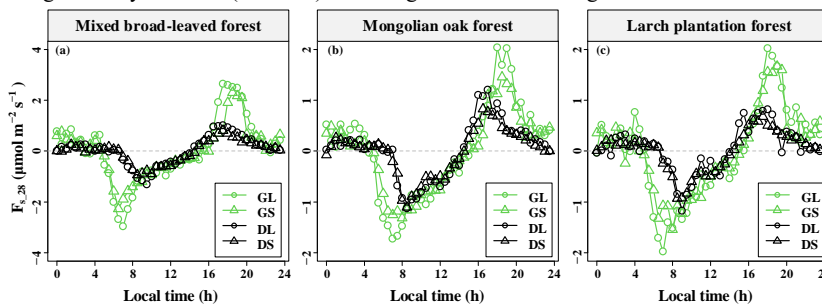 Mixed broad-leaved forest
Mongolian oak forest
Larch plantation forest
(a)
(b)
(c)
F_{s_28} (μmol m⁻² s⁻¹)
4
2
0
−2
−4
2
1
0
−1
−2
2
1
0
−1
−2
GL
GS
DL
DS
GL
GS
DL
DS
GL
GS
DL
DS
0 4 8 12 16 20 24
0 4 8 12 16 20 24
0 4 8 12 16 20 24
Local time (h)
Local time (h)
Local time (h)